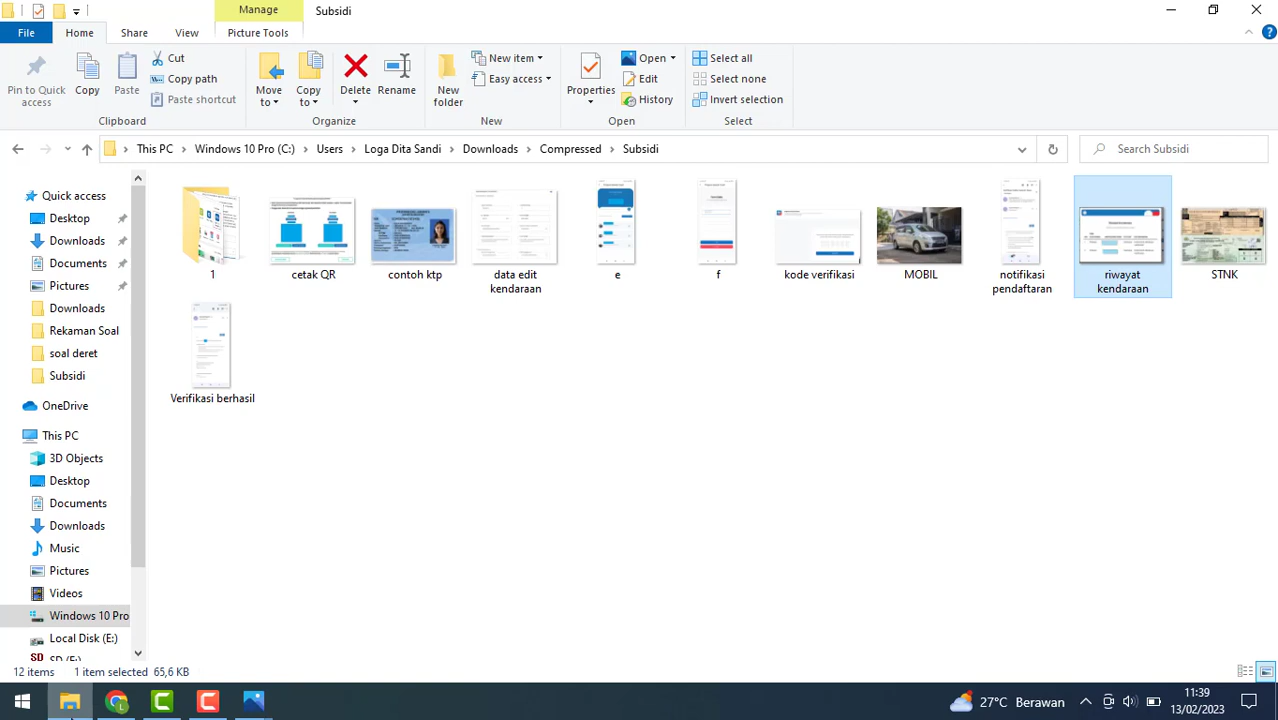 Manage
Subsidi
File
Home
Share
View
Picture Tools
Pin to Quick access
Copy
Paste
Cut
Copy path
Paste shortcut
Clipboard
Move to
Copy to
Delete
Rename
Organize
New folder
New item
Easy access
New
Properties
Open
Edit
History
Open
Select all
Select none
Invert selection
Select
This PC
Windows 10 Pro (C:)
Users
Loga Dita Sandi
Downloads
Compressed
Subsidi
Search Subsidi
Quick access
Desktop
Downloads
Documents
Pictures
Downloads
Rekaman Soal
soal deret
Subsidi
OneDrive
This PC
3D Objects
Desktop
Documents
Downloads
Music
Pictures
Videos
Windows 10 Pro
Local Disk (E:)
1
cetak QR
contoh ktp
data edit
kendaraan
e
f
kode verifikasi
MOBIL
notifikasi
pendaftaran
riwayat
kendaraan
STNK
Verifikasi berhasil
12 items
1 item selected 65,6 KB
27°C Berawan
11:39
13/02/2023